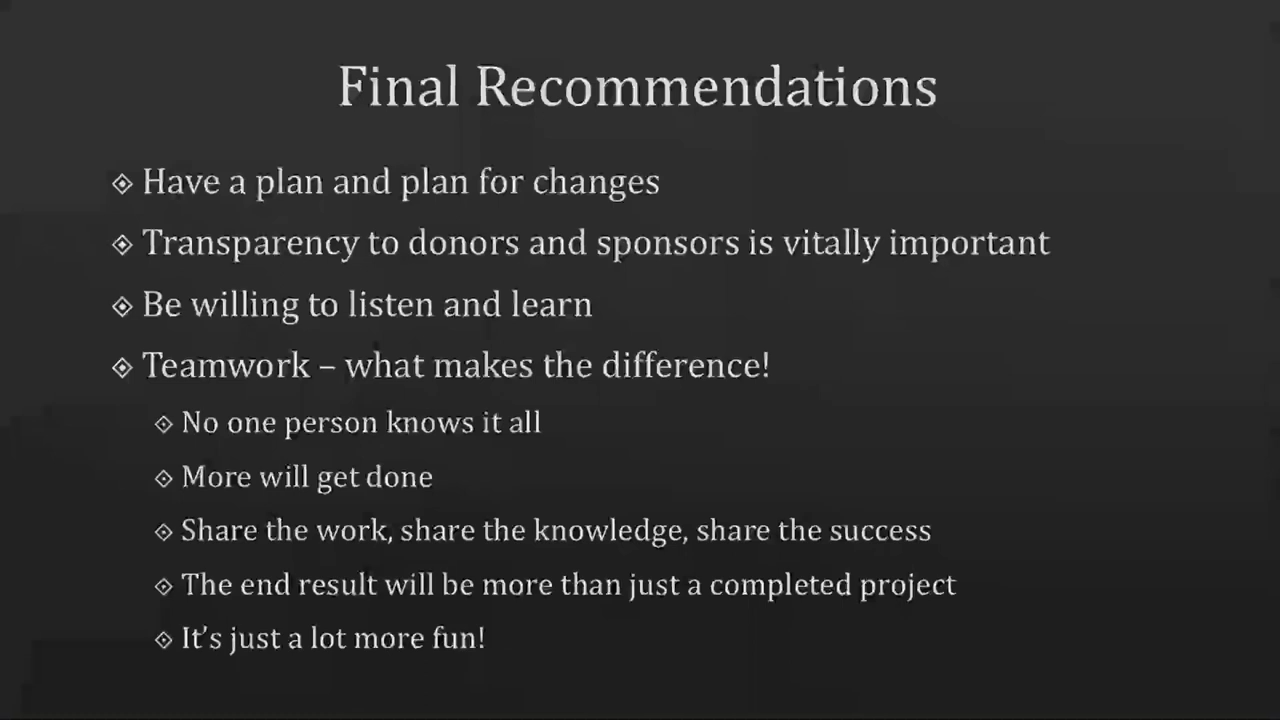 Final Recommendations
Have a plan and plan for changes
Transparency to donors and sponsors is vitally important
Be willing to listen and learn
Teamwork – what makes the difference!
No one person knows it all
More will get done
Share the work, share the knowledge, share the success
The end result will be more than just a completed project
It’s just a lot more fun!